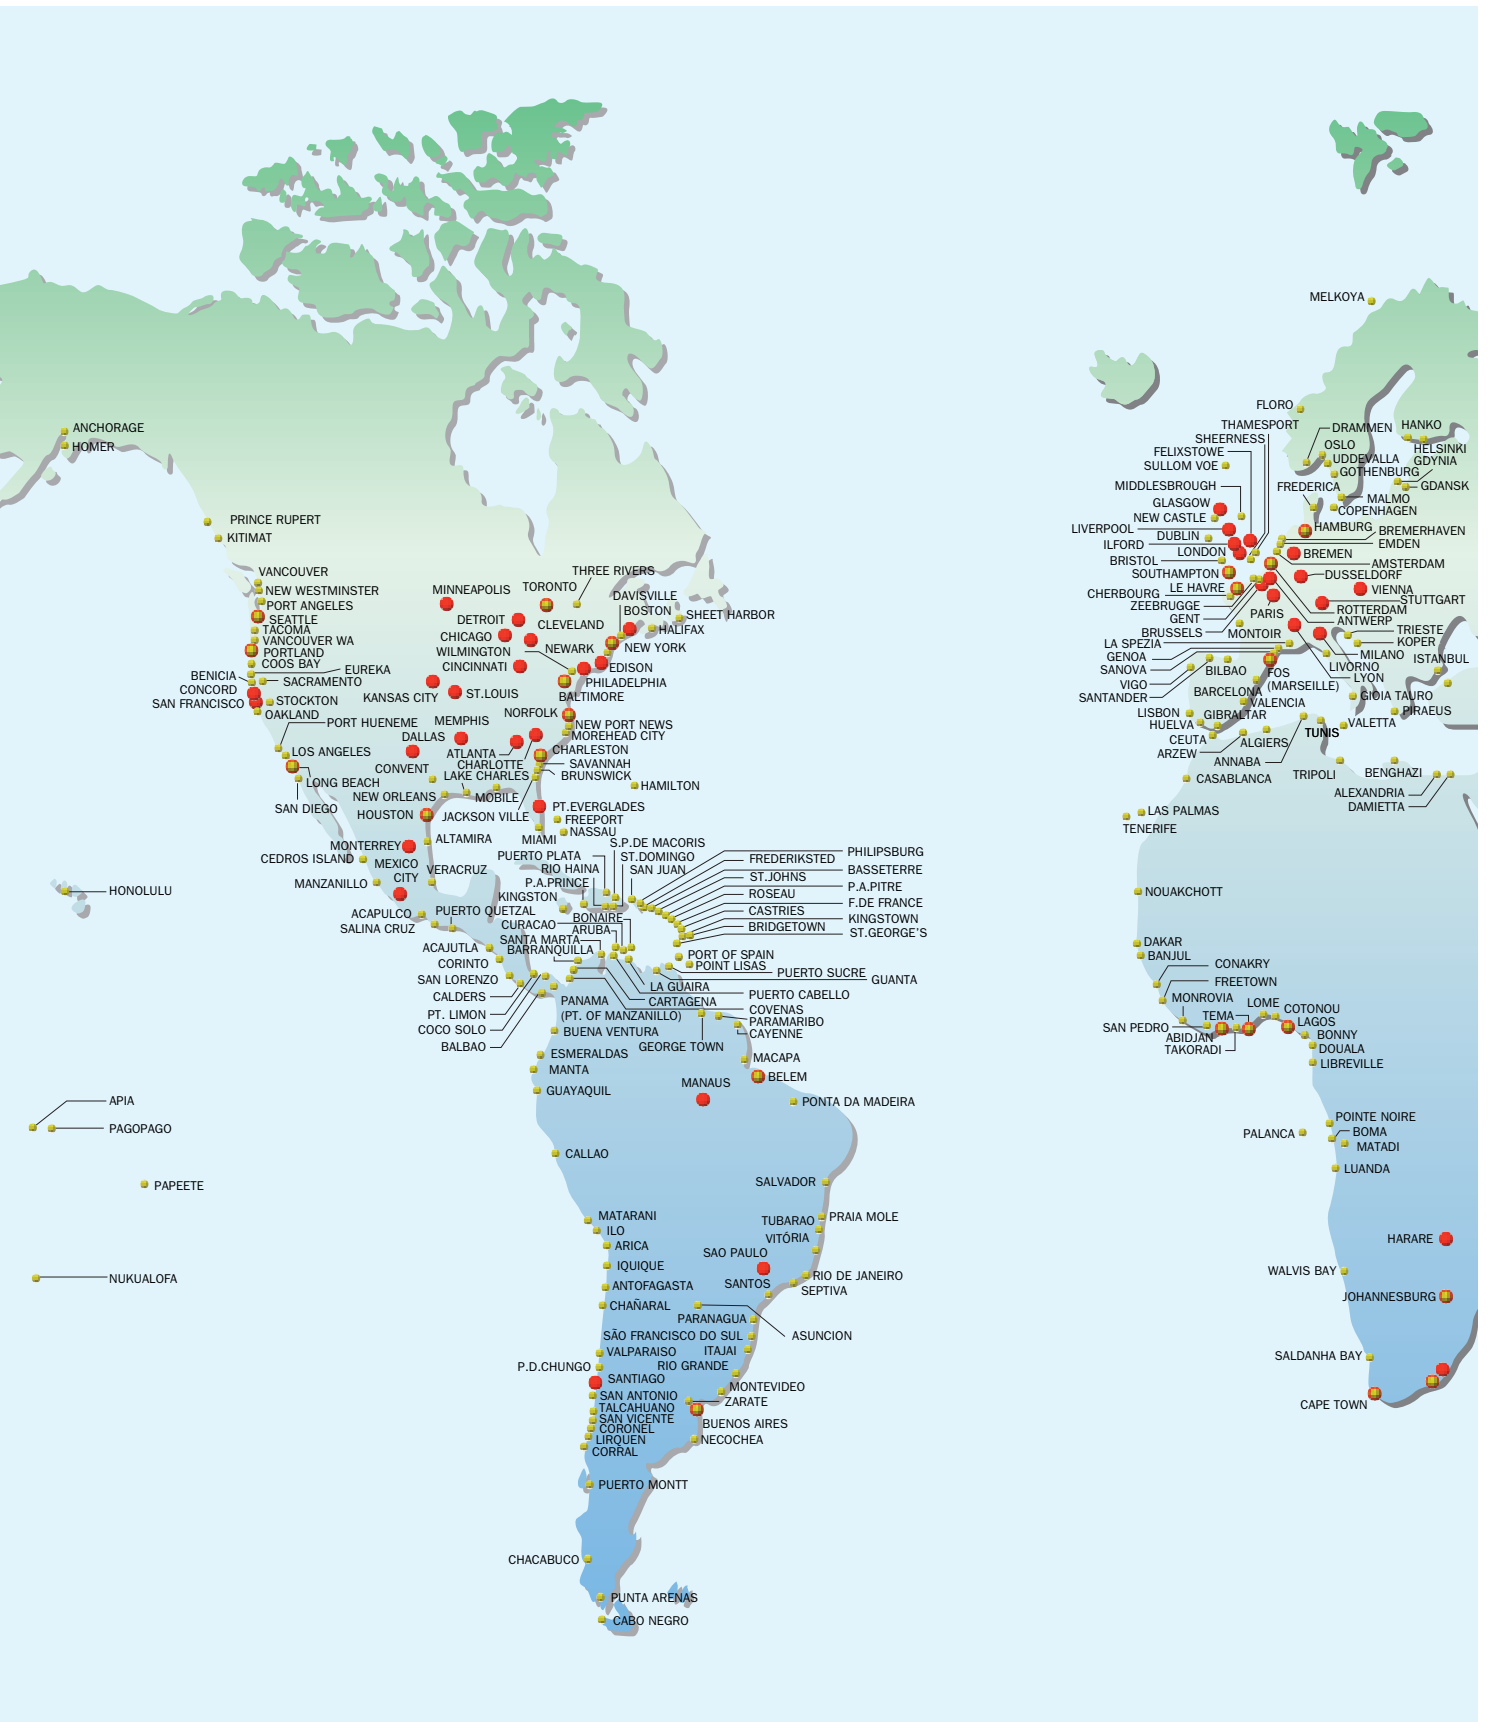 ANCHORAGE
HOMER
PRINCE RUPERT
KITIMAT
VANCOUVER
NEW WESTMINSTER
PORT ANGELES
SEATTLE
TACOMA
VANCOUVER WA
PORTLAND
COOS BAY
EUREKA
BENICIA
SACRAMENTO
CONCORD
STOCKTON
SAN FRANCISCO
OAKLAND
PORT HUENEME
LOS ANGELES
LONG BEACH
SAN DIEGO
MINNEAPOLIS
TORONTO
THREE RIVERS
DETROIT
CLEVELAND
DAVISVILLE
BOSTON
SHEET HARBOR
HALIFAX
CHICAGO
WILMINGTON
NEWARK
NEW YORK
CINCINNATI
EDISON
PHILADELPHIA
KANSAS CITY
ST.LOUIS
BALTIMORE
NORFOLK
MEMPHIS
NEW PORT NEWS
MOREHEAD CITY
DALLAS
ATLANTA
CHARLESTON
CHARLOTTE
SAVANNAH
CONVENT
LAKE CHARLES
BRUNSWICK
HAMILTON
NEW ORLEANS
MOBILE
HOUSTON
JACKSON VILLE
PT.EVERGLADES
FREEPORT
NASSAU
MIAMI
MONTERREY
ALTAMIRA
CEDROS ISLAND
MEXICO
CITY
VERACRUZ
MANZANILLO
HONOLULU
ACAPULCO
PUERTO QUETZAL
SALINA CRUZ
S.P.DE MACORIS
PUERTO PLATA
ST.DOMINGO
RIO HAINA
SAN JUAN
P.A.PRINCE
KINGSTON
PHILIPSBURG
FREDERIKSTED
BASSETERRE
ST.JOHNS
P.A.PITRE
ROSEAU
F.DE FRANCE
CASTRIES
KINGSTOWN
BRIDGETOWN
ST.GEORGE'S
BONAIRE
CURACAO
ARUBA
SANTA MARTA
BARRANQUILLA
PORT OF SPAIN
POINT LISAS
PUERTO SUCRE
GUANTA
ACAJUTLA
CORINTO
SAN LORENZO
CALDERS
PT. LIMON
COCO SOLO
BALBAO
LA GUAIRA
PUERTO CABELLO
CARTAGENA
COVENAS
PANAMA
(PT. OF MANZANILLO)
PARAMARIBO
CAYENNE
GEORGE TOWN
BUENA VENTURA
ESMERALDAS
MANTA
GUAYAQUIL
MACAPA
BELEM
MANAUS
PONTA DA MADEIRA
APIA
PAGOPAGO
PAPEETE
NUKUALOFA
CALLAO
SALVADOR
MATARANI
ILO
ARICA
IQUIQUE
ANTOFAGASTA
CHAÑARAL
PRAIA MOLE
TUBARAO
VITÓRIA
SAO PAULO
RIO DE JANEIRO
SANTOS
SEPTIVA
PARANAGUA
ASUNCION
SÃO FRANCISCO DO SUL
ITAJAI
VALPARAISO
P.D.CHUNGO
RIO GRANDE
SANTIAGO
MONTEVIDEO
SAN ANTONIO
ZARATE
TALCAHUANO
SAN VICENTE
CORONEL
LIRQUEN
CORRAL
BUENOS AIRES
NECOCHEA
PUERTO MONTT
CHACABUCO
PUNTA ARENAS
CABO NEGRO
MELKOYA
FLORO
THAMESPORT
DRAMMEN
HANKO
SHEERNESS
OSLO
HELSINKI
FELIXSTOWE
UDDEVALLA
GDYNIA
SULLOM VOE
GOTHENBURG
MIDDLESBROUGH
FREDERICA
GDANSK
GLASGOW
MALMO
NEW CASTLE
COPENHAGEN
LIVERPOOL
HAMBURG
BREMERHAVEN
DUBLIN
EMDEN
ILFORD
LONDON
BREMEN
BRISTOL
AMSTERDAM
SOUTHAMPTON
DUSSELDORF
CHERBOURG
LE HAVRE
VIENNA
ZEEBRUGGE
STUTTGART
GENT
PARIS
ROTTERDAM
BRUSSELS
ANTWERP
MONTOIR
TRIESTE
LA SPEZIA
KOPER
GENOA
MILANO
SANOVA
LIVORNO
ISTANBUL
VIGO
BILBAO
FOS
(MARSEILLE)
LYON
SANTANDER
BARCELONA
GIOIA TAURO
VALENCIA
LISBON
GIBRALTAR
PIRAEUS
HUELVA
VALETTA
CEUTA
ALGIERS
TUNIS
ARZEW
ANNABA
TRIPOLI
BENGHAZI
CASABLANCA
ALEXANDRIA
DAMIETTA
LAS PALMAS
TENERIFE
NOUAKCHOTT
DAKAR
BANJUL
CONAKRY
FREETOWN
MONROVIA
LOME
COTONOU
SAN PEDRO
TEMA
LAGOS
ABIDJAN
BONNY
TAKORADI
DOUALA
LIBREVILLE
POINTE NOIRE
PALANCA
BOMA
MATADI
LUANDA
HARARE
WALVIS BAY
JOHANNESBURG
SALDANHA BAY
CAPE TOWN